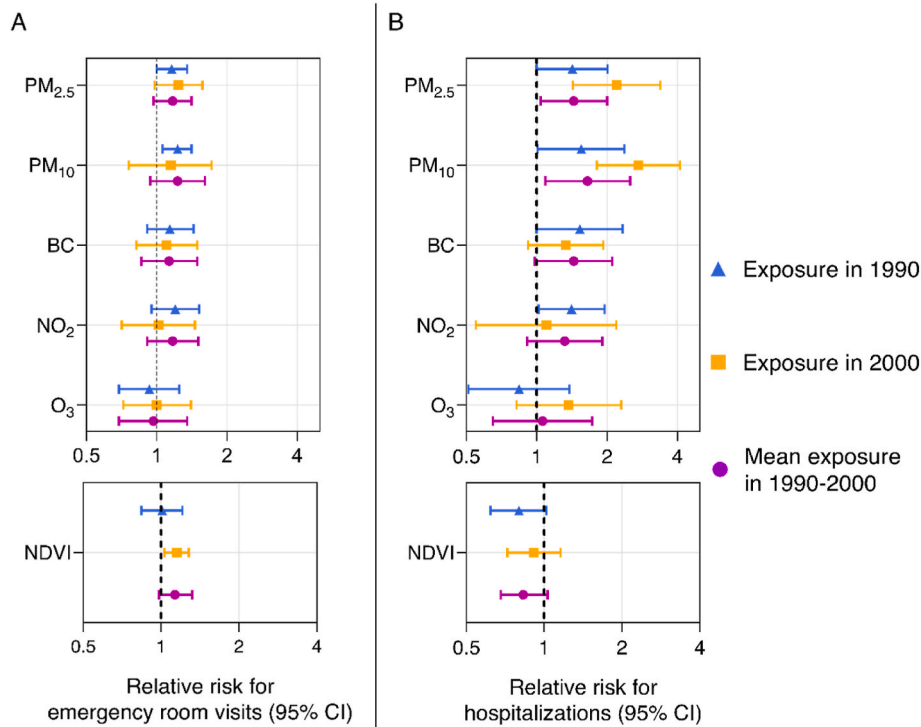 A
PM2.5
PM10
BC
NO2
O3
0.5 1 2 4
NDVI
0.5 1 2 4
Relative risk for
emergency room visits (95% CI)
B
PM2.5
PM10
BC
NO2
O3
0.5 1 2 4
NDVI
0.5 1 2 4
Relative risk for
hospitalizations (95% CI)
Exposure in 1990
Exposure in 2000
Mean exposure
in 1990-2000